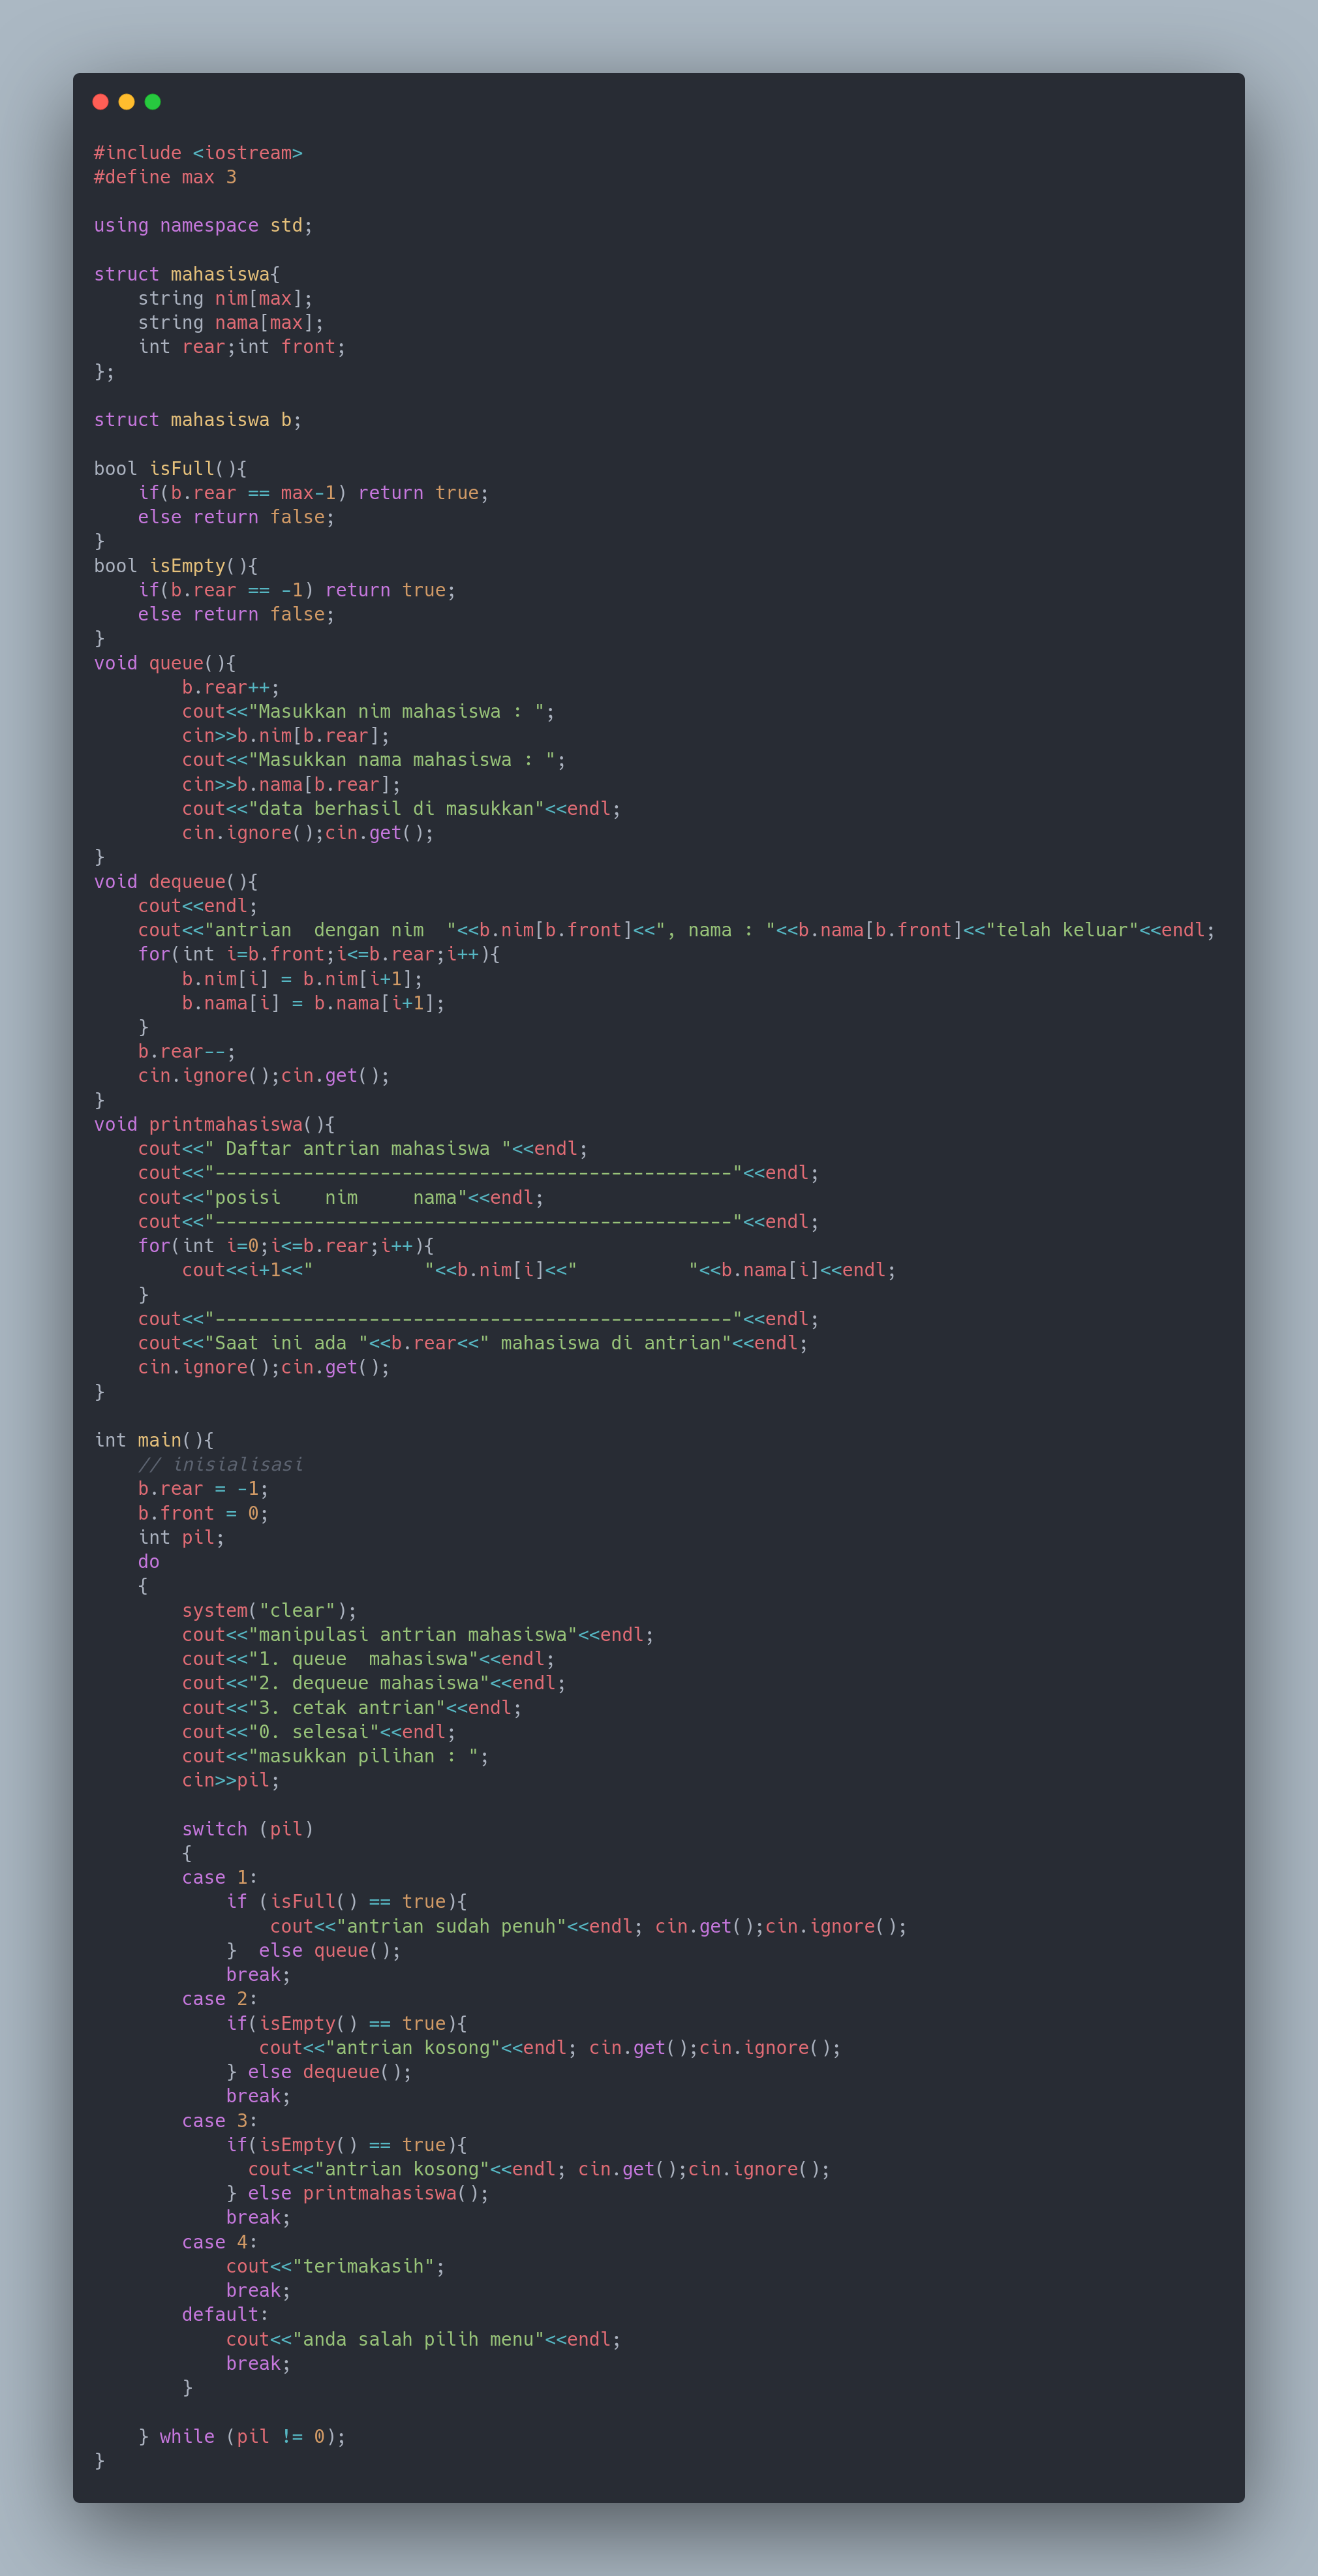 #include <iostream>
#define max 3

using namespace std;

struct mahasiswa{
    string nim[max];
    string nama[max];
    int rear;int front;
};

struct mahasiswa b;

bool isFull(){
    if(b.rear == max-1) return true;
    else return false;
}
bool isEmpty(){
    if(b.rear == -1) return true;
    else return false;
}
void queue(){
        b.rear++;
        cout<<"Masukkan nim mahasiswa : ";
        cin>>b.nim[b.rear];
        cout<<"Masukkan nama mahasiswa : ";
        cin>>b.nama[b.rear];
        cout<<"data berhasil di masukkan"<<endl;
        cin.ignore();cin.get();
}
void dequeue(){
    cout<<endl;
    cout<<"antrian  dengan nim  "<<b.nim[b.front]<<", nama : "<<b.nama[b.front]<<"telah keluar"<<endl;
    for(int i=b.front;i<=b.rear;i++){
        b.nim[i] = b.nim[i+1];
        b.nama[i] = b.nama[i+1];
    }
    b.rear--;
    cin.ignore();cin.get();
}
void printmahasiswa(){
    cout<<" Daftar antrian mahasiswa "<<endl;
    cout<<"-----------------------------------------------"<<endl;
    cout<<"posisi    nim     nama"<<endl;
    cout<<"-----------------------------------------------"<<endl;
    for(int i=0;i<=b.rear;i++){
        cout<<i+1<<"          "<<b.nim[i]<<"          "<<b.nama[i]<<endl;
    }
    cout<<"-----------------------------------------------"<<endl;
    cout<<"Saat ini ada "<<b.rear<<" mahasiswa di antrian"<<endl;
    cin.ignore();cin.get();
}

int main(){
    // inisialisasi
    b.rear = -1;
    b.front = 0;
    int pil;
    do
    {
        system("clear");
        cout<<"manipulasi antrian mahasiswa"<<endl;
        cout<<"1. queue  mahasiswa"<<endl;
        cout<<"2. dequeue mahasiswa"<<endl;
        cout<<"3. cetak antrian"<<endl;
        cout<<"0. selesai"<<endl;
        cout<<"masukkan pilihan : ";
        cin>>pil;

        switch (pil)
        {
        case 1:
            if (isFull() == true){
                cout<<"antrian sudah penuh"<<endl; cin.get();cin.ignore();
            }  else queue();
            break;
        case 2:
            if(isEmpty() == true){
               cout<<"antrian kosong"<<endl; cin.get();cin.ignore();
            } else dequeue();
            break;
        case 3:
            if(isEmpty() == true){
              cout<<"antrian kosong"<<endl; cin.get();cin.ignore();
            } else printmahasiswa();
            break;
        case 4:
            cout<<"terimakasih";
            break;
        default:
            cout<<"anda salah pilih menu"<<endl;
            break;
        }

    } while (pil != 0);
}